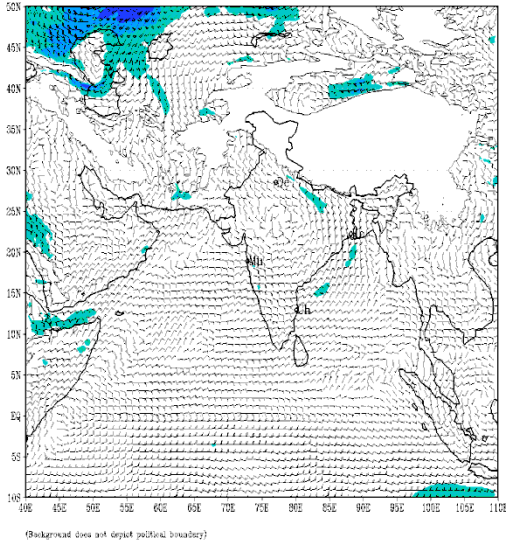 50N
45N
40N
35N
30N
25N
20N
15N
10N
5N
EQ
5S
10S
40E 45E 50E 55E 60E 65E 70E 75E 80E 85E 90E 95E 100E 105E 110E
(Background does not depict political boundary)